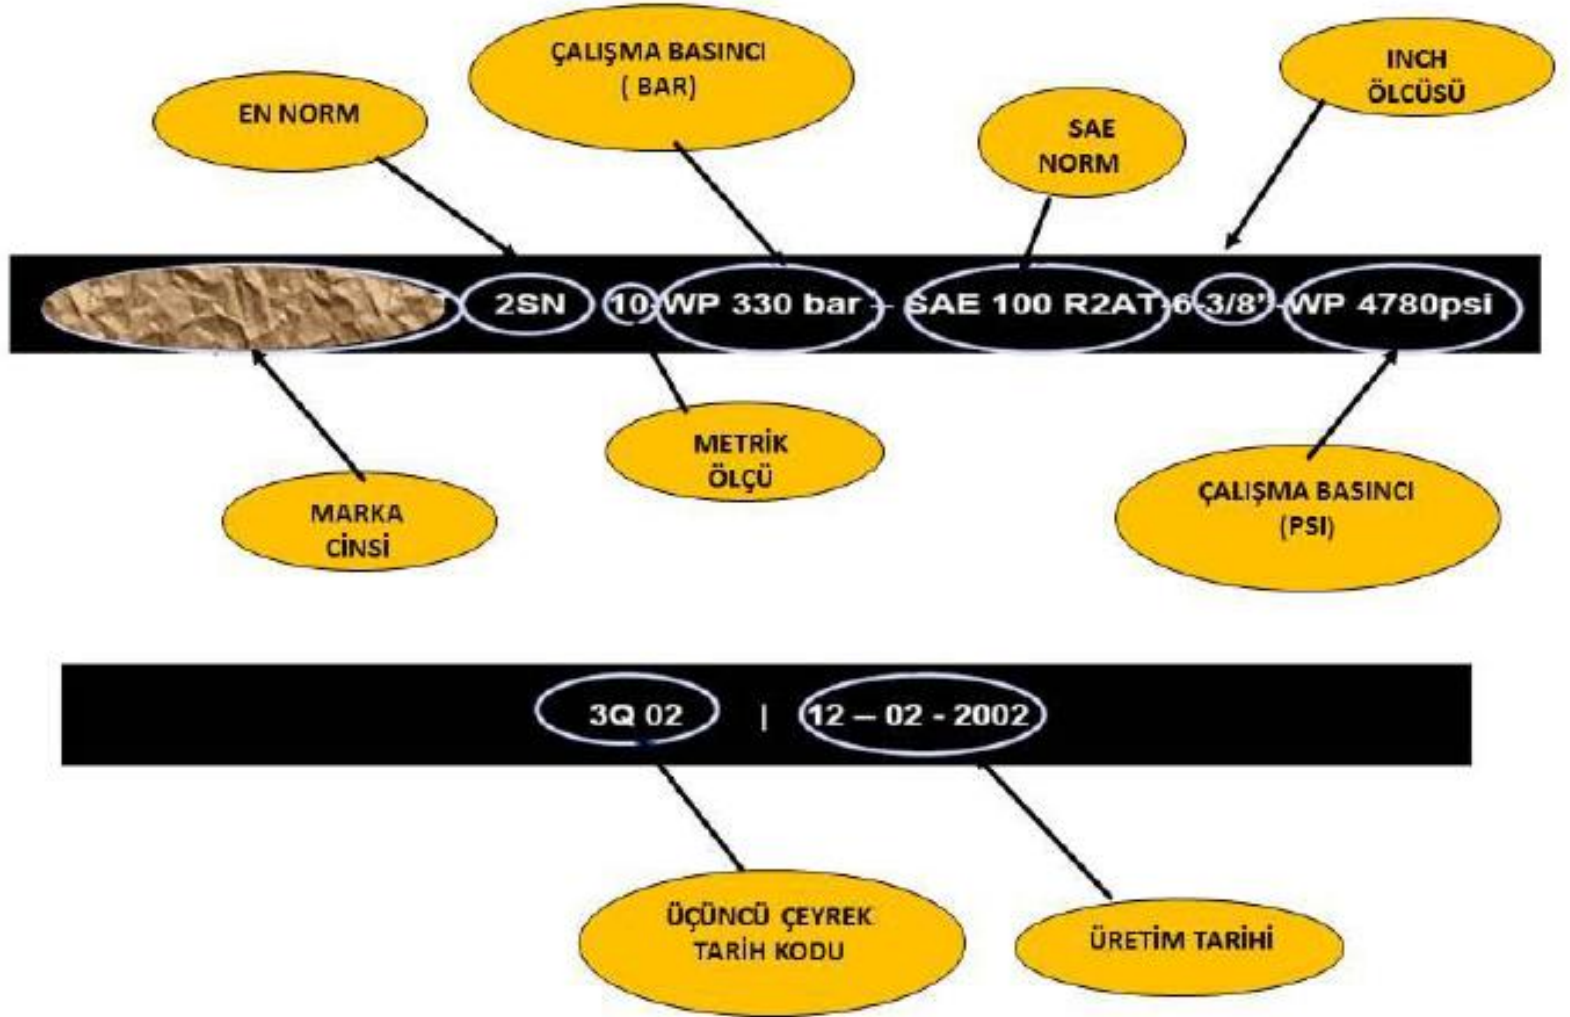 ÇALIŞMA BASINCI
( BAR)
INCH
ÖLCÜSÜ
EN NORM
SAE
NORM
2SN 10-WP 330 bar – SAE 100 R2AT-6-3/8”-WP 4780psi
METRİK
ÖLÇÜ
MARKA
CİNSİ
ÇALIŞMA BASINCI
(PSI)
3Q 02 | 12 – 02 - 2002
ÜÇÜNCÜ ÇEYREK
TARİH KODU
ÜRETİM TARİHİ